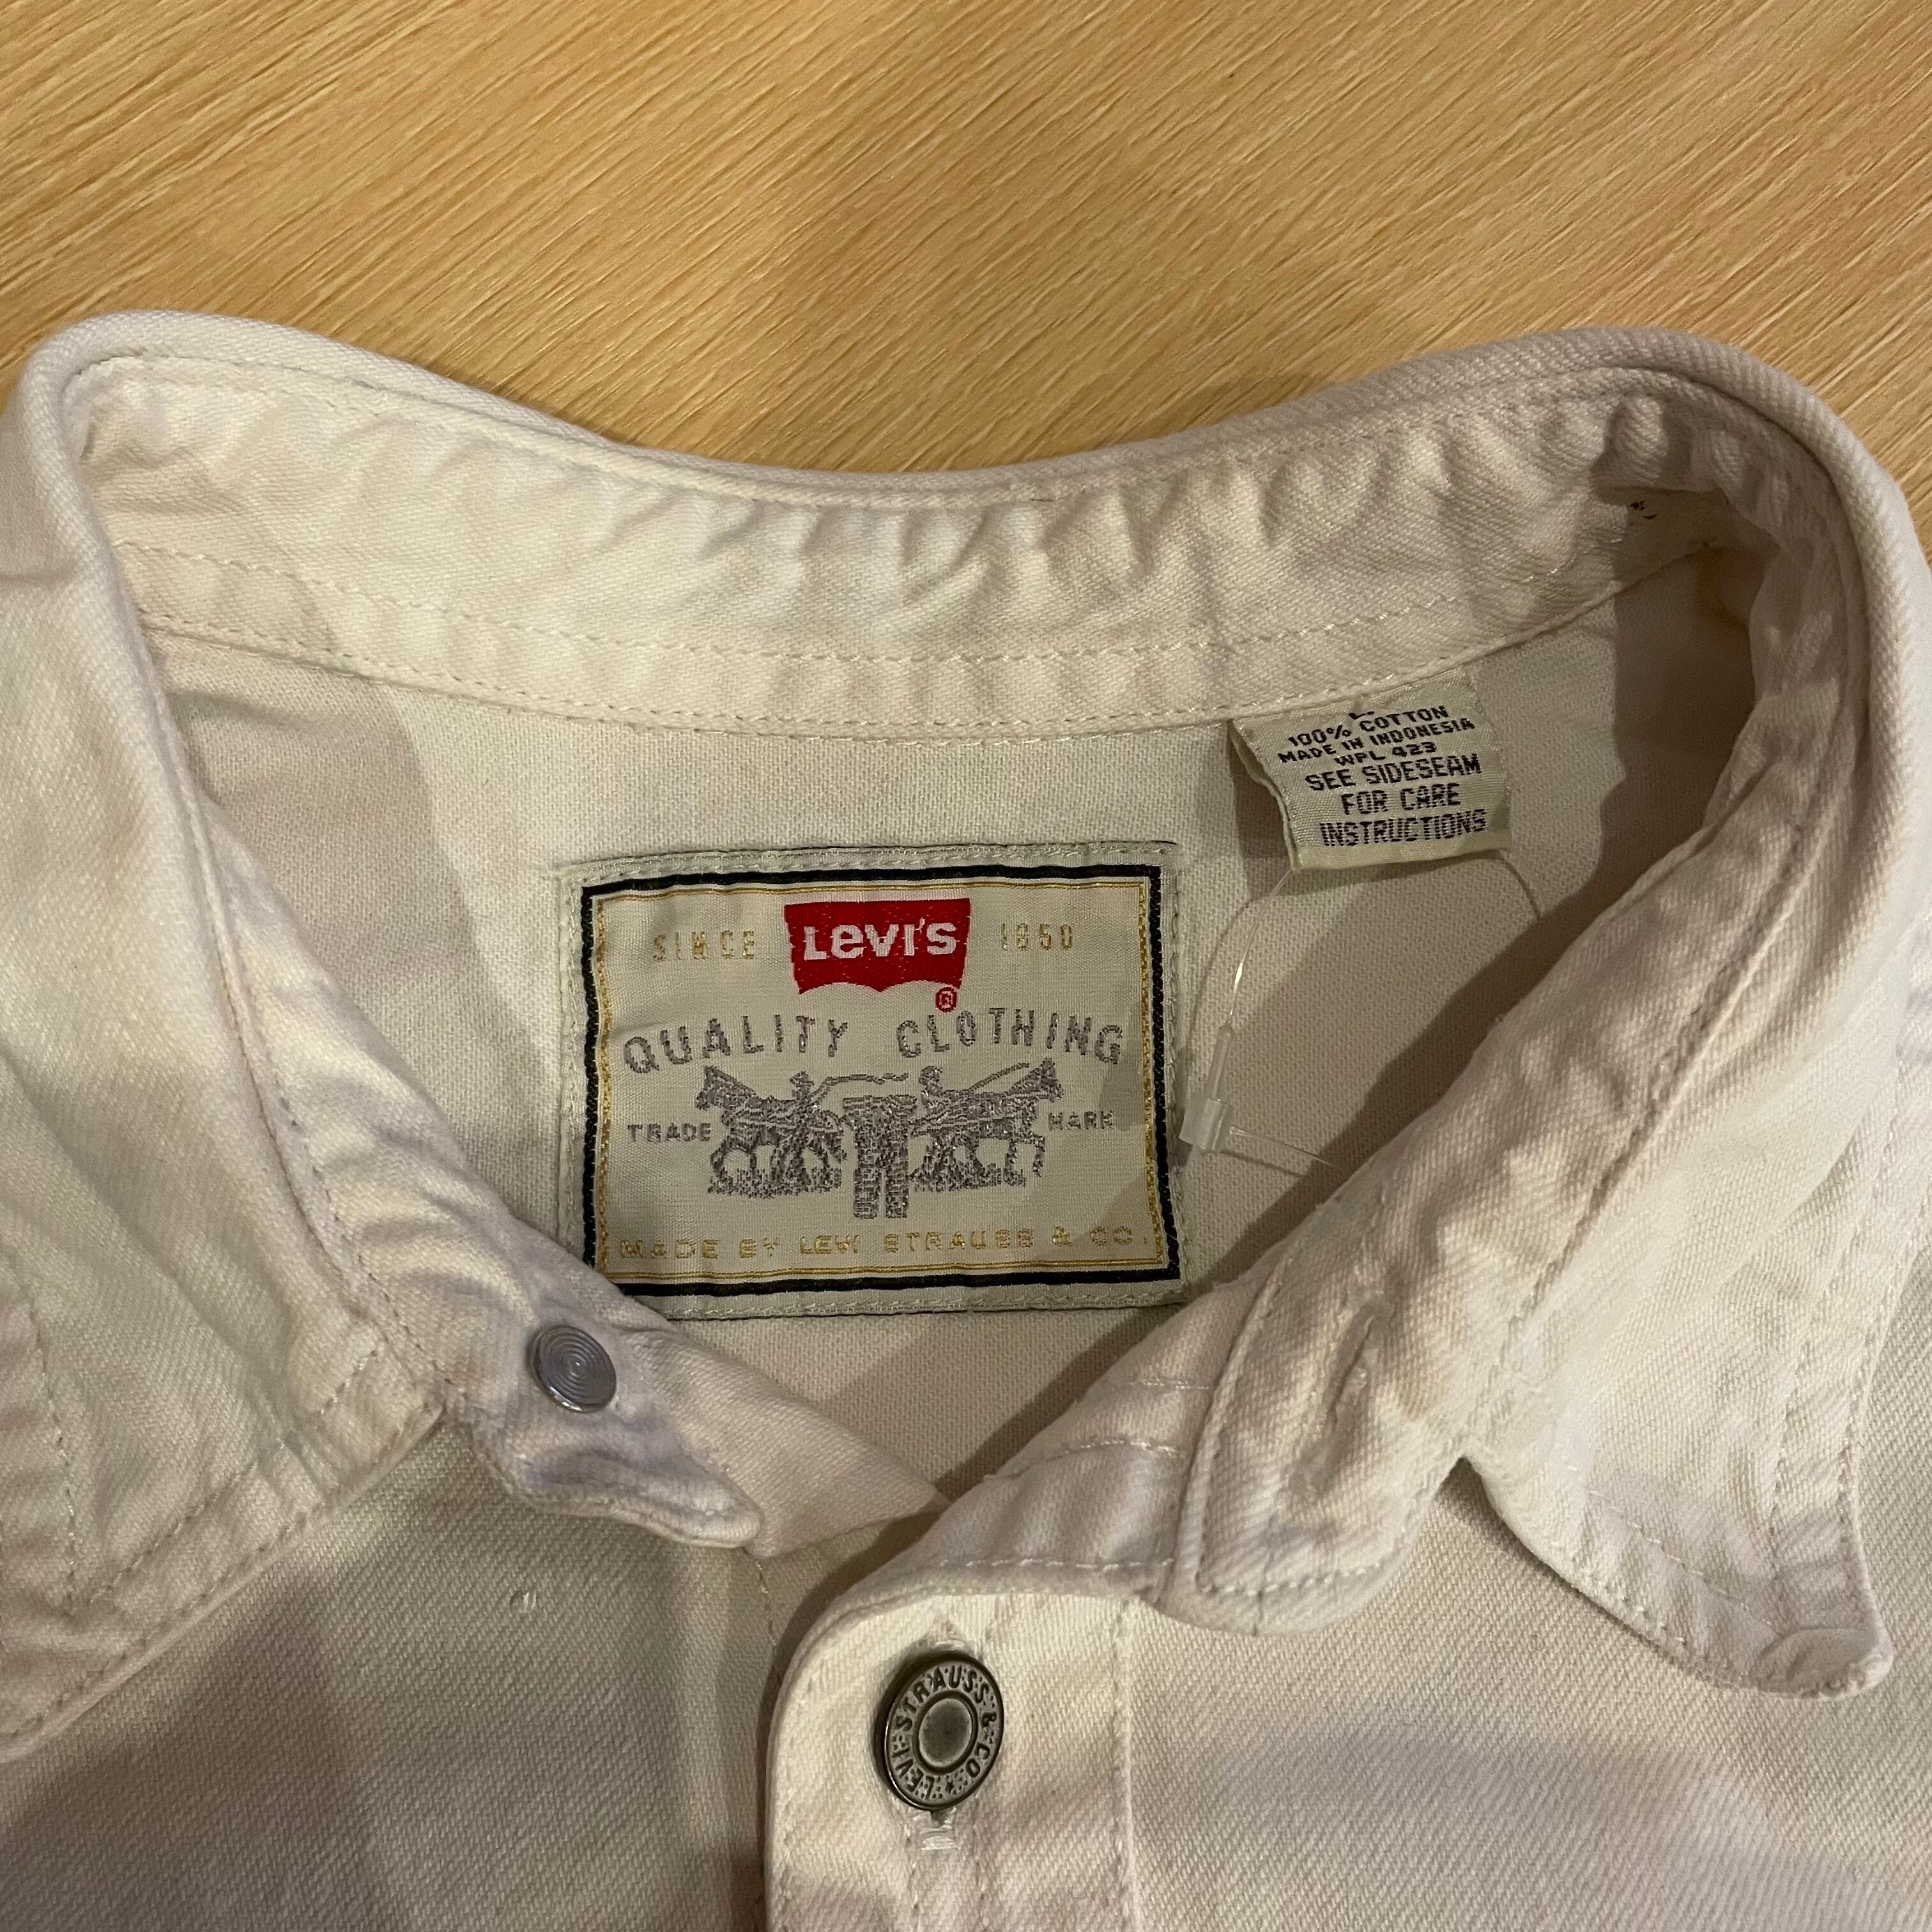 100% COTTON
MADE IN INDONESIA
WPL 423
SEE SIDESEAM
FOR CARE
INSTRUCTIONS
SINCE LEVI'S 1850
®
QUALITY CLOTHING
TRADE MARK
MADE BY LEVI STRAUSS & CO.
LEVI STRAUSS & CO